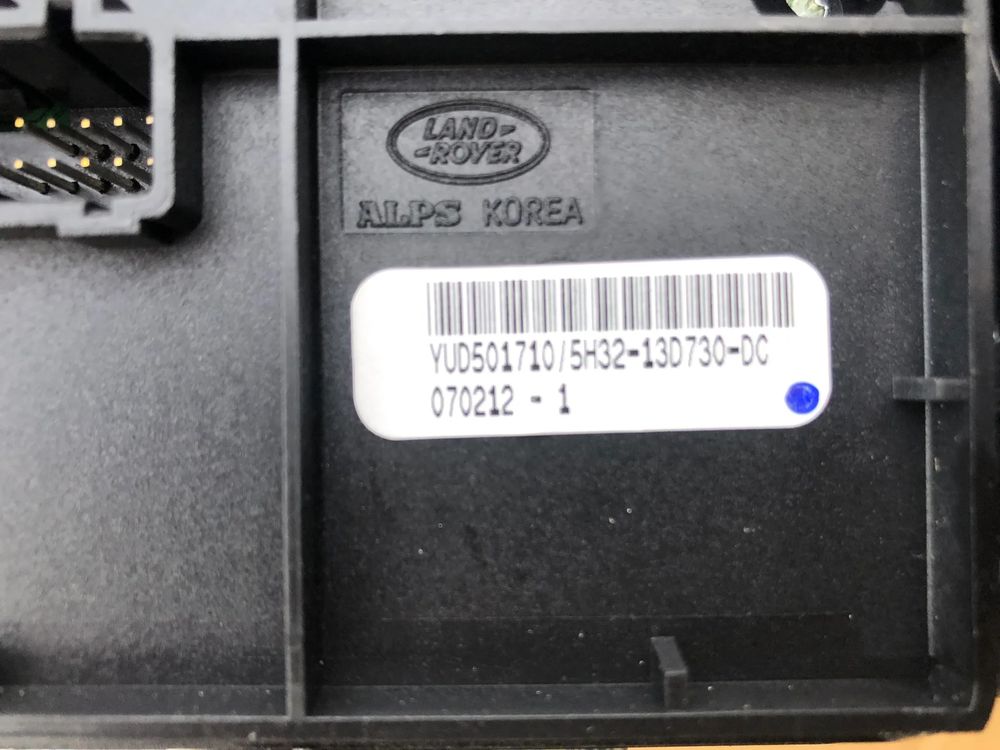 LAND-
-ROVER
ALPS KOREA
YUD501710/5H32-13D730-DC
070212 - 1